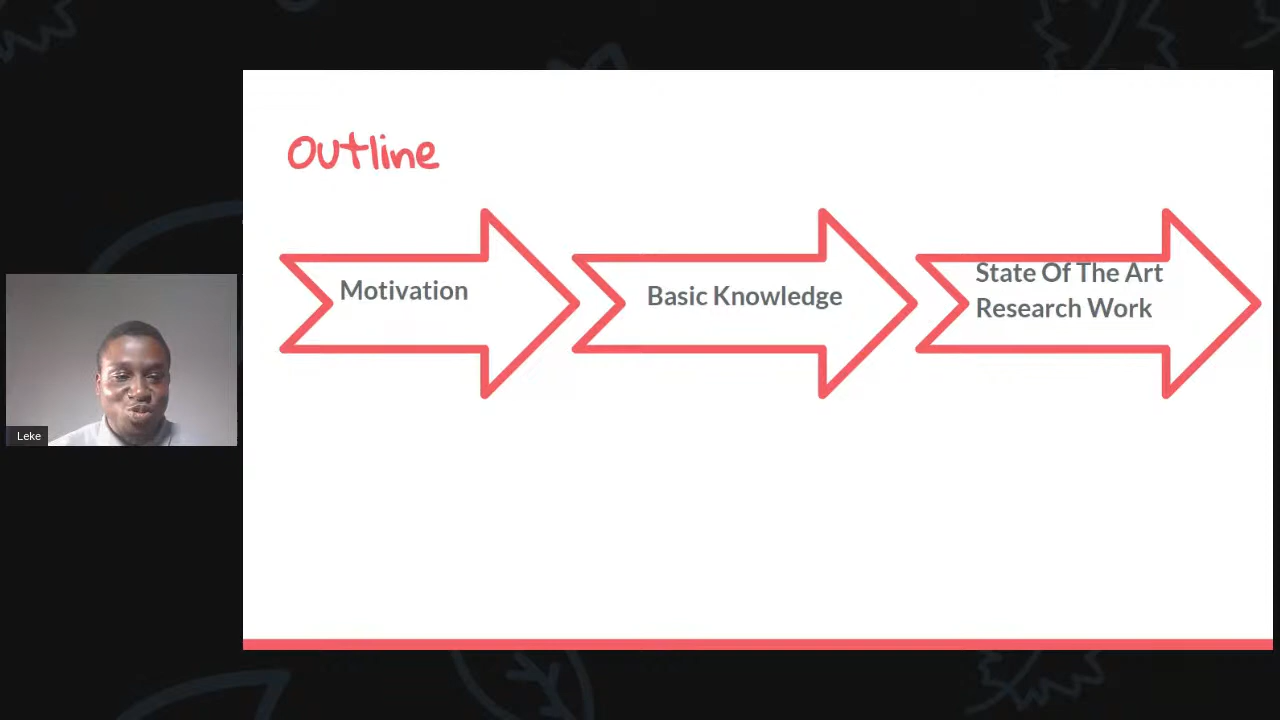 Outline
Motivation
Basic Knowledge
State Of The Art
Research Work
Leke